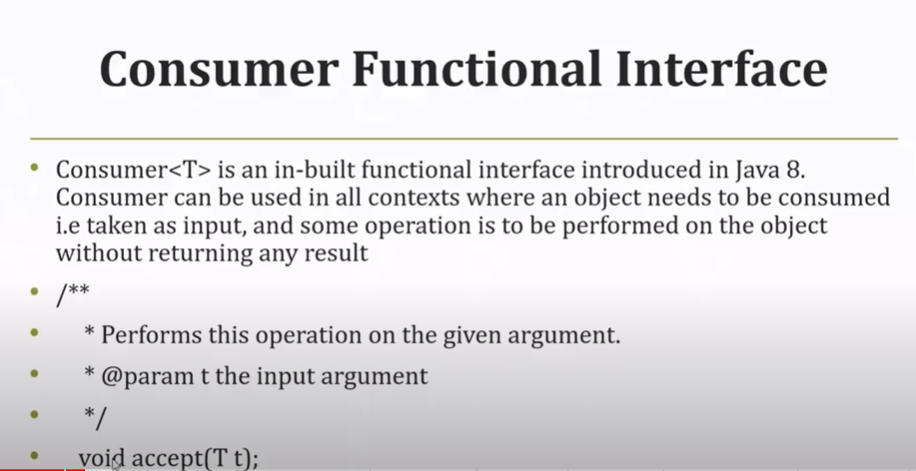 Consumer Functional Interface
• Consumer<T> is an in-built functional interface introduced in Java 8.
Consumer can be used in all contexts where an object needs to be consumed
i.e taken as input, and some operation is to be performed on the object
without returning any result
• /**
• * Performs this operation on the given argument.
• * @param t the input argument
• */
• void accept(T t);